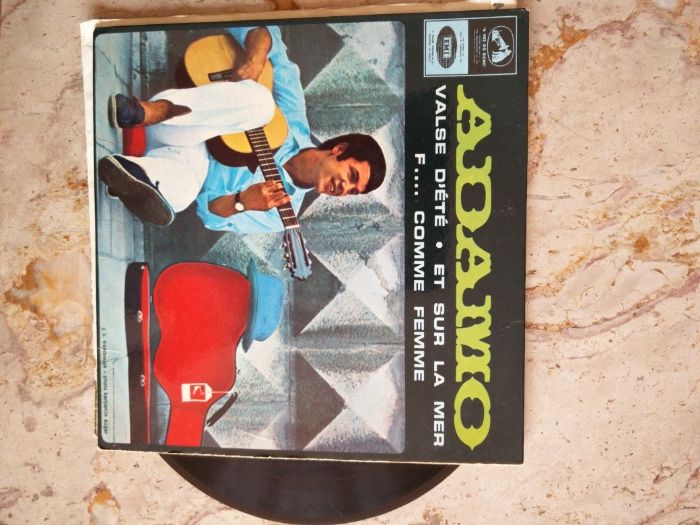 ADAMO
VALSE D'ÉTÉ • ET SUR LA MER
F.... COMME FEMME
EMI